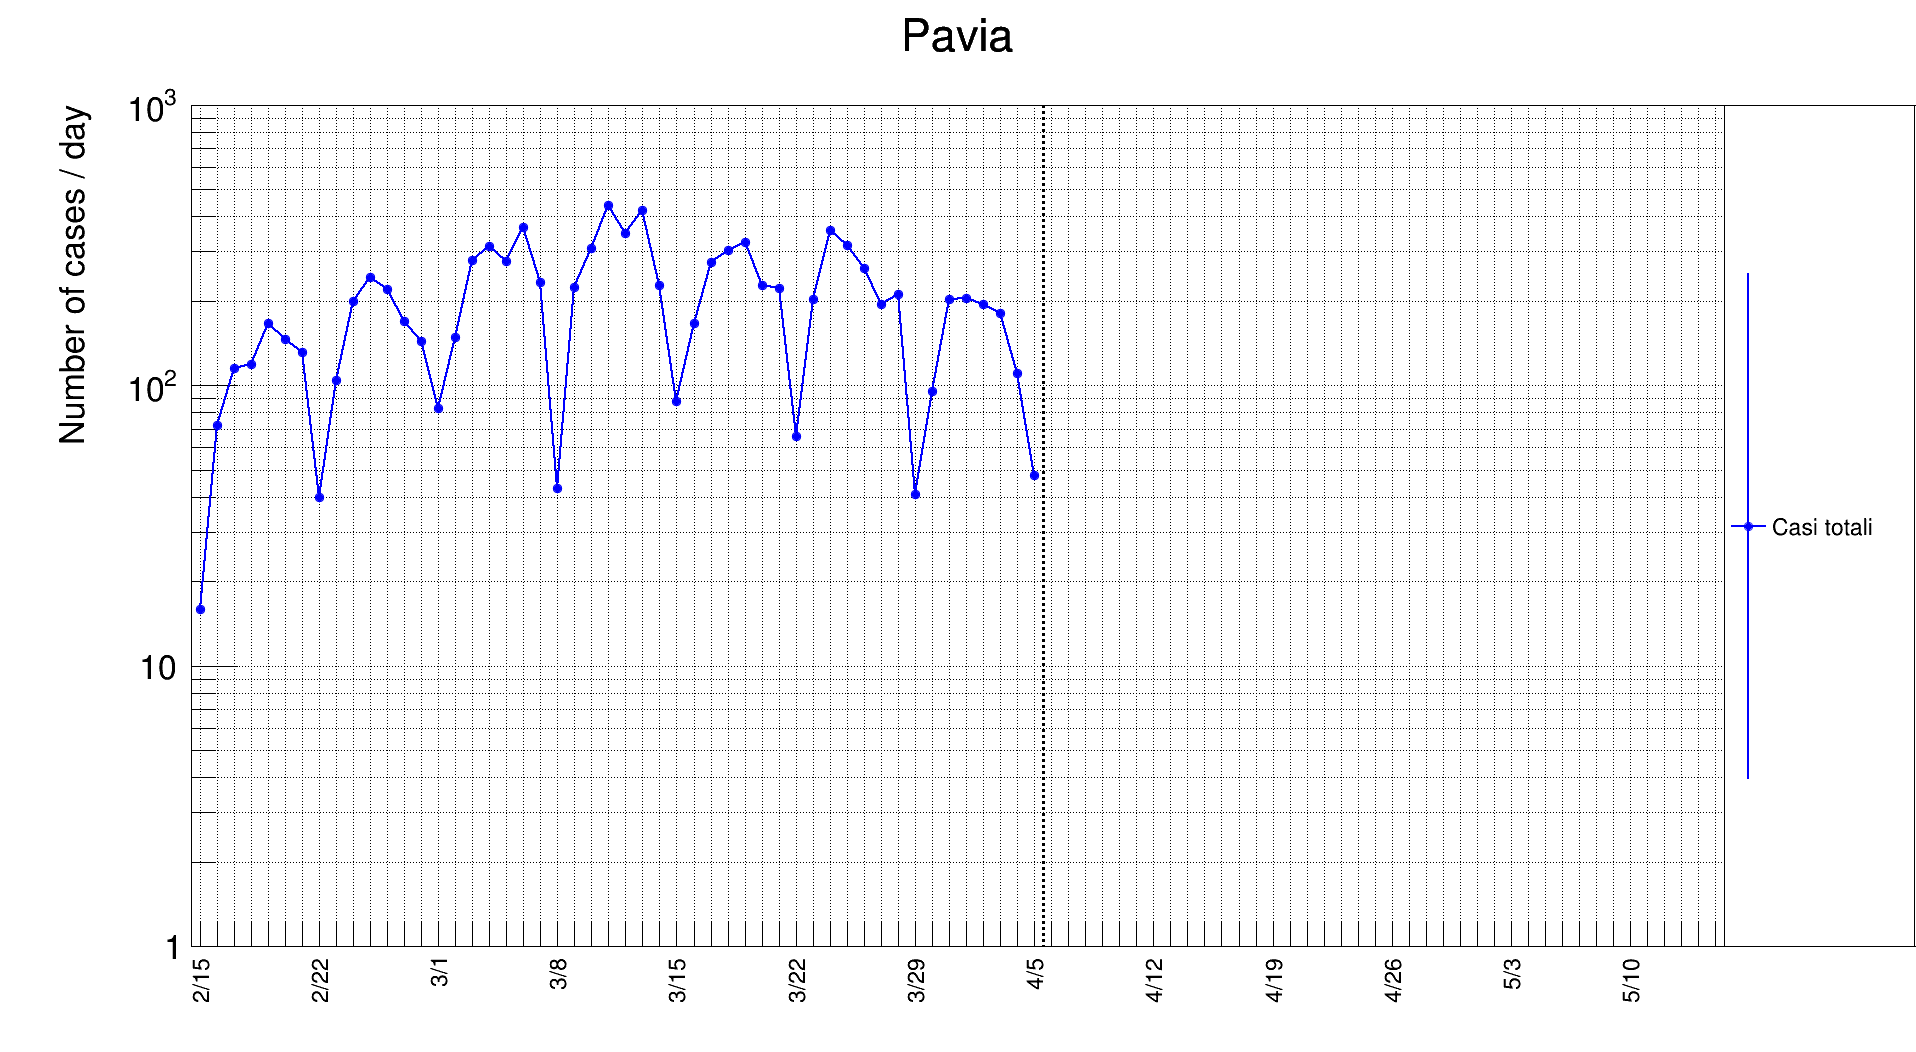 Pavia
Number of cases / day
10³
10²
10
1
2/15 2/22 3/1 3/8 3/15 3/22 3/29 4/5 4/12 4/19 4/26 5/3 5/10
Casi totali